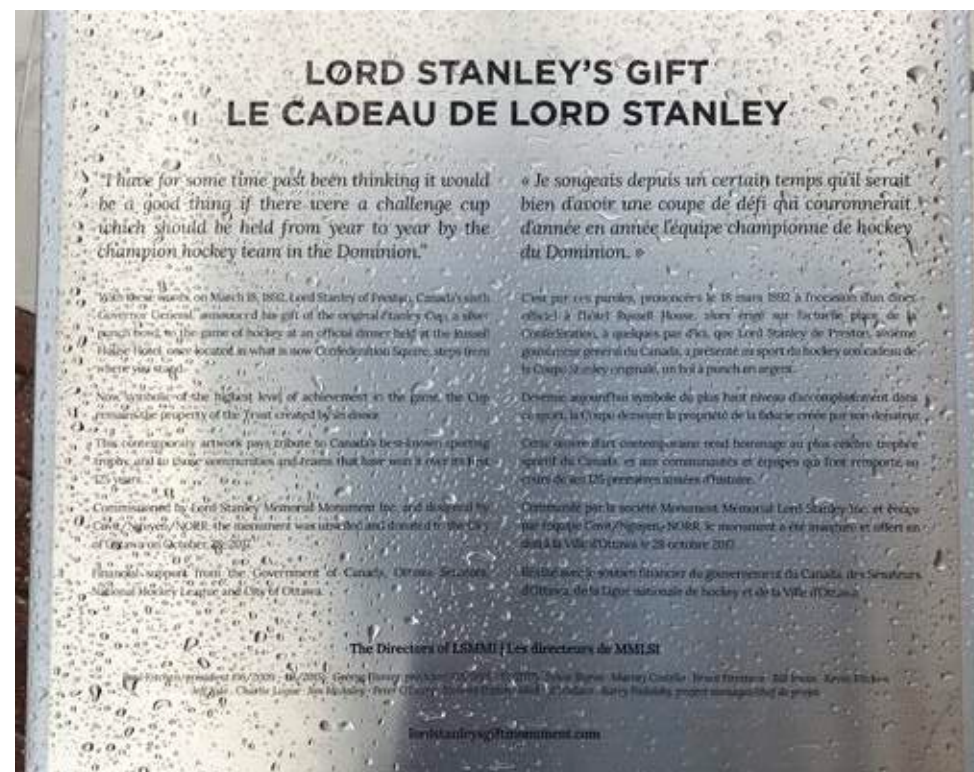 LORD STANLEY'S GIFT
LE CADEAU DE LORD STANLEY
"I have for some time past been thinking it would
be a good thing if there were a challenge cup
which should be held from year to year by the
champion hockey team in the Dominion."
With these words, on March 18, 1892, Lord Stanley of Preston, Canada's sixth
Governor General, announced his gift of the original Stanley Cup, a silver
punch bowl, to the game of hockey at an official dinner held at the Russell
House Hotel, once located in what is now Confederation Square, steps from
where you stand.
Now symbolic of the highest level of achievement in the game, the Cup
remains the property of the Trust created by its donor.
This contemporary artwork pays tribute to Canada's best-known sporting
trophy, and to those communities and teams that have won it over its first
125 years.
Commissioned by Lord Stanley Memorial Monument Inc. and designed by
Covit/Nguyen/NORR, the monument was unveiled and donated to the City
of Ottawa on October 28, 2017.
Financial support from the Government of Canada, Ottawa Senators,
National Hockey League and City of Ottawa.
« Je songeais depuis un certain temps qu'il serait
bien d'avoir une coupe de défi qui couronnerait
d'année en année l'équipe championne de hockey
du Dominion. »
C'est par ces paroles, prononcées le 18 mars 1892 à l'occasion d'un dîner
officiel à l'hôtel Russell House, alors érigé sur l'actuelle place de la
Confédération, à quelques pas d'ici, que Lord Stanley de Preston, sixième
gouverneur général du Canada, a présenté au sport du hockey son cadeau de
la Coupe Stanley originale, un bol à punch en argent.
Devenue aujourd'hui symbole du plus haut niveau d'accomplissement dans
ce sport, la Coupe demeure la propriété de la fiducie créée par son donateur.
Cette œuvre d'art contemporaine rend hommage au plus célèbre trophée
sportif du Canada, et aux communautés et équipes qui l'ont remporté au
cours de ses 125 premières années d'histoire.
par la société Monument Mémorial Lord Stanley Inc. et conçu
par l'équipe Covit/Nguyen/NORR, le monument a été inauguré et offert en
don à la Ville d'Ottawa le 28 octobre 2017.
Réalisé avec le soutien financier du gouvernement du Canada, des Sénateurs
d'Ottawa, de la Ligue nationale de hockey et de la Ville d'Ottawa.
The Directors of LSMMI | Les directeurs de MMLSI
George Hunter Brian Murray Costello
Charlie Logue Jim McAuley Barry Padolsky, project manager/chef de projet
lordstanleysgiftmonument.com